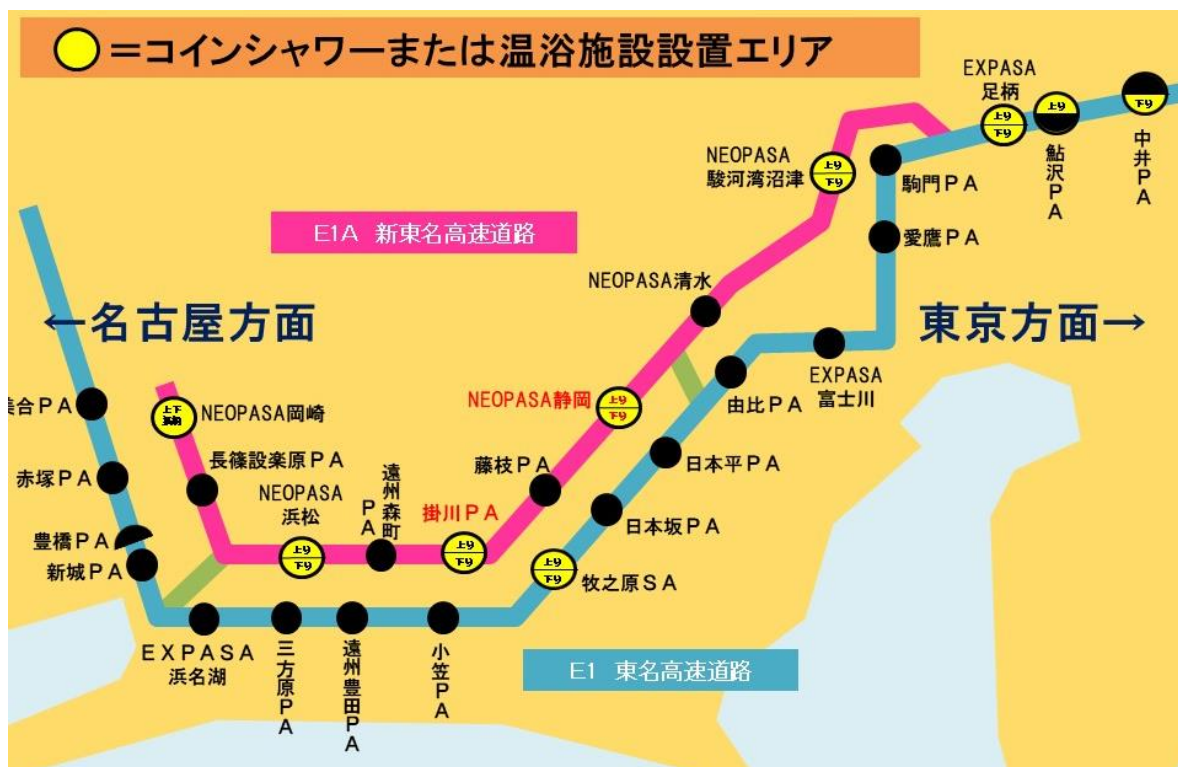 =コインシャワーまたは温浴施設設置エリア
EXPASA
足柄
上り
下り
上り
鮎沢PA
下り
中井PA
NEOPASA
駿河湾沼津
上り
下り
駒門PA
愛鷹PA
E1A 新東名高速道路
NEOPASA清水
←名古屋方面
東京方面→
EXPASA
富士川
由比PA
NEOPASA静岡
上り
下り
日本平PA
美合PA
上下
NEOPASA岡崎
長篠設楽原PA
赤塚PA
藤枝PA
日本坂PA
NEOPASA
浜松
上り
下り
遠州森町
PA
掛川PA
上り
下り
豊橋PA
新城PA
上り
下り
牧之原SA
EXPASA
浜名湖
三方原PA
遠州豊田PA
小笠PA
E1 東名高速道路